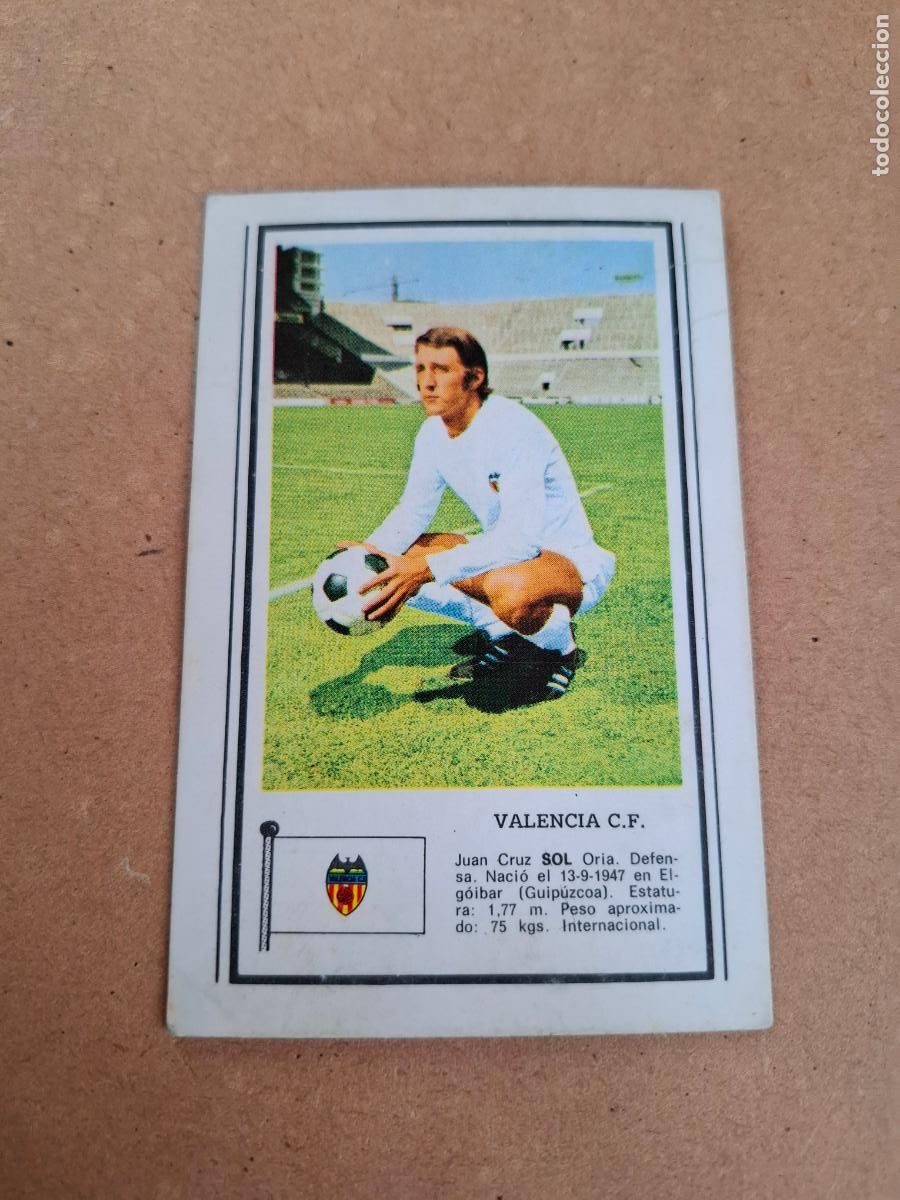 todocoleccion
VALENCIA C.F.
VALENCIA C.F.
Juan Cruz SOL Oria. Defen-
sa. Nació el 13-9-1947 en El-
góibar (Guipúzcoa). Estatu-
ra: 1,77 m. Peso aproxima-
do: 75 kgs. Internacional.